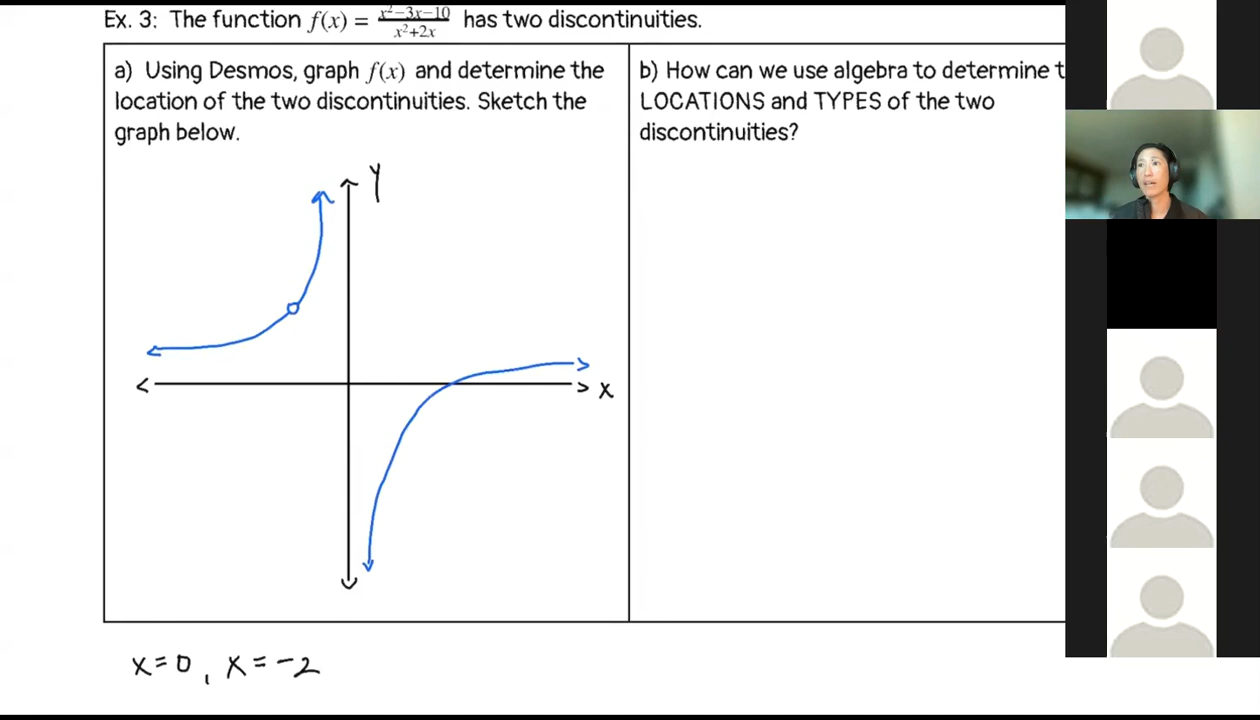 Ex. 3: The function f(x) = x²−3x−10 / x²+2x has two discontinuities.
a) Using Desmos, graph f(x) and determine the
location of the two discontinuities. Sketch the
graph below.
b) How can we use algebra to determine t
LOCATIONS and TYPES of the two
discontinuities?
Y
X
x=0, x=-2